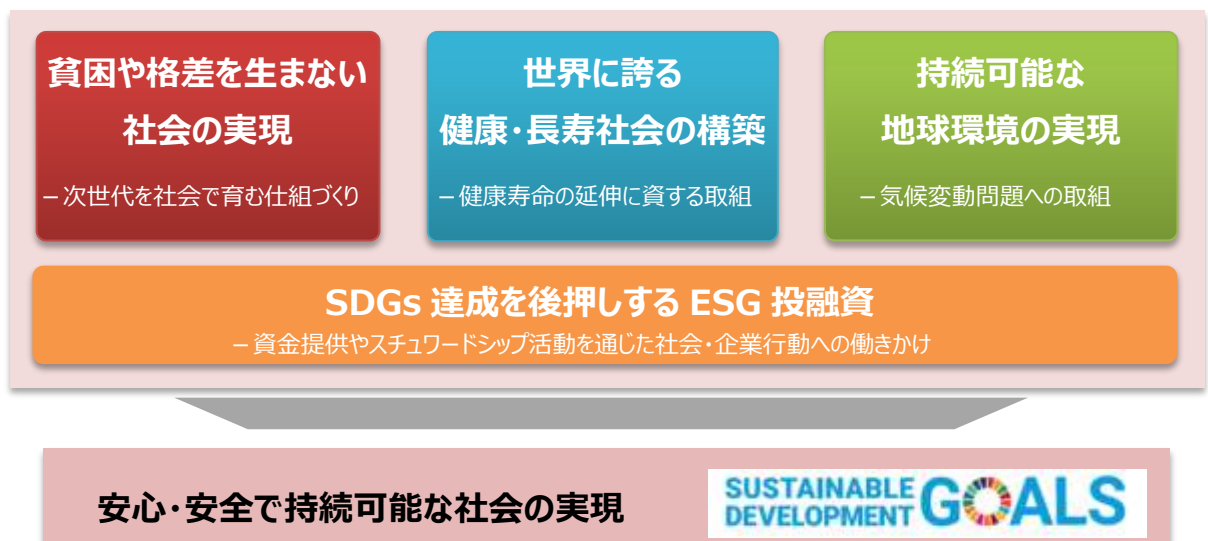 貧困や格差を生まない
社会の実現
– 次世代を社会で育む仕組づくり
世界に誇る
健康・長寿社会の構築
– 健康寿命の延伸に資する取組
持続可能な
地球環境の実現
– 気候変動問題への取組
SDGs 達成を後押しする ESG 投融資
– 資金提供やスチュワードシップ活動を通じた社会・企業行動への働きかけ
安心・安全で持続可能な社会の実現
SUSTAINABLE
DEVELOPMENT GOALS